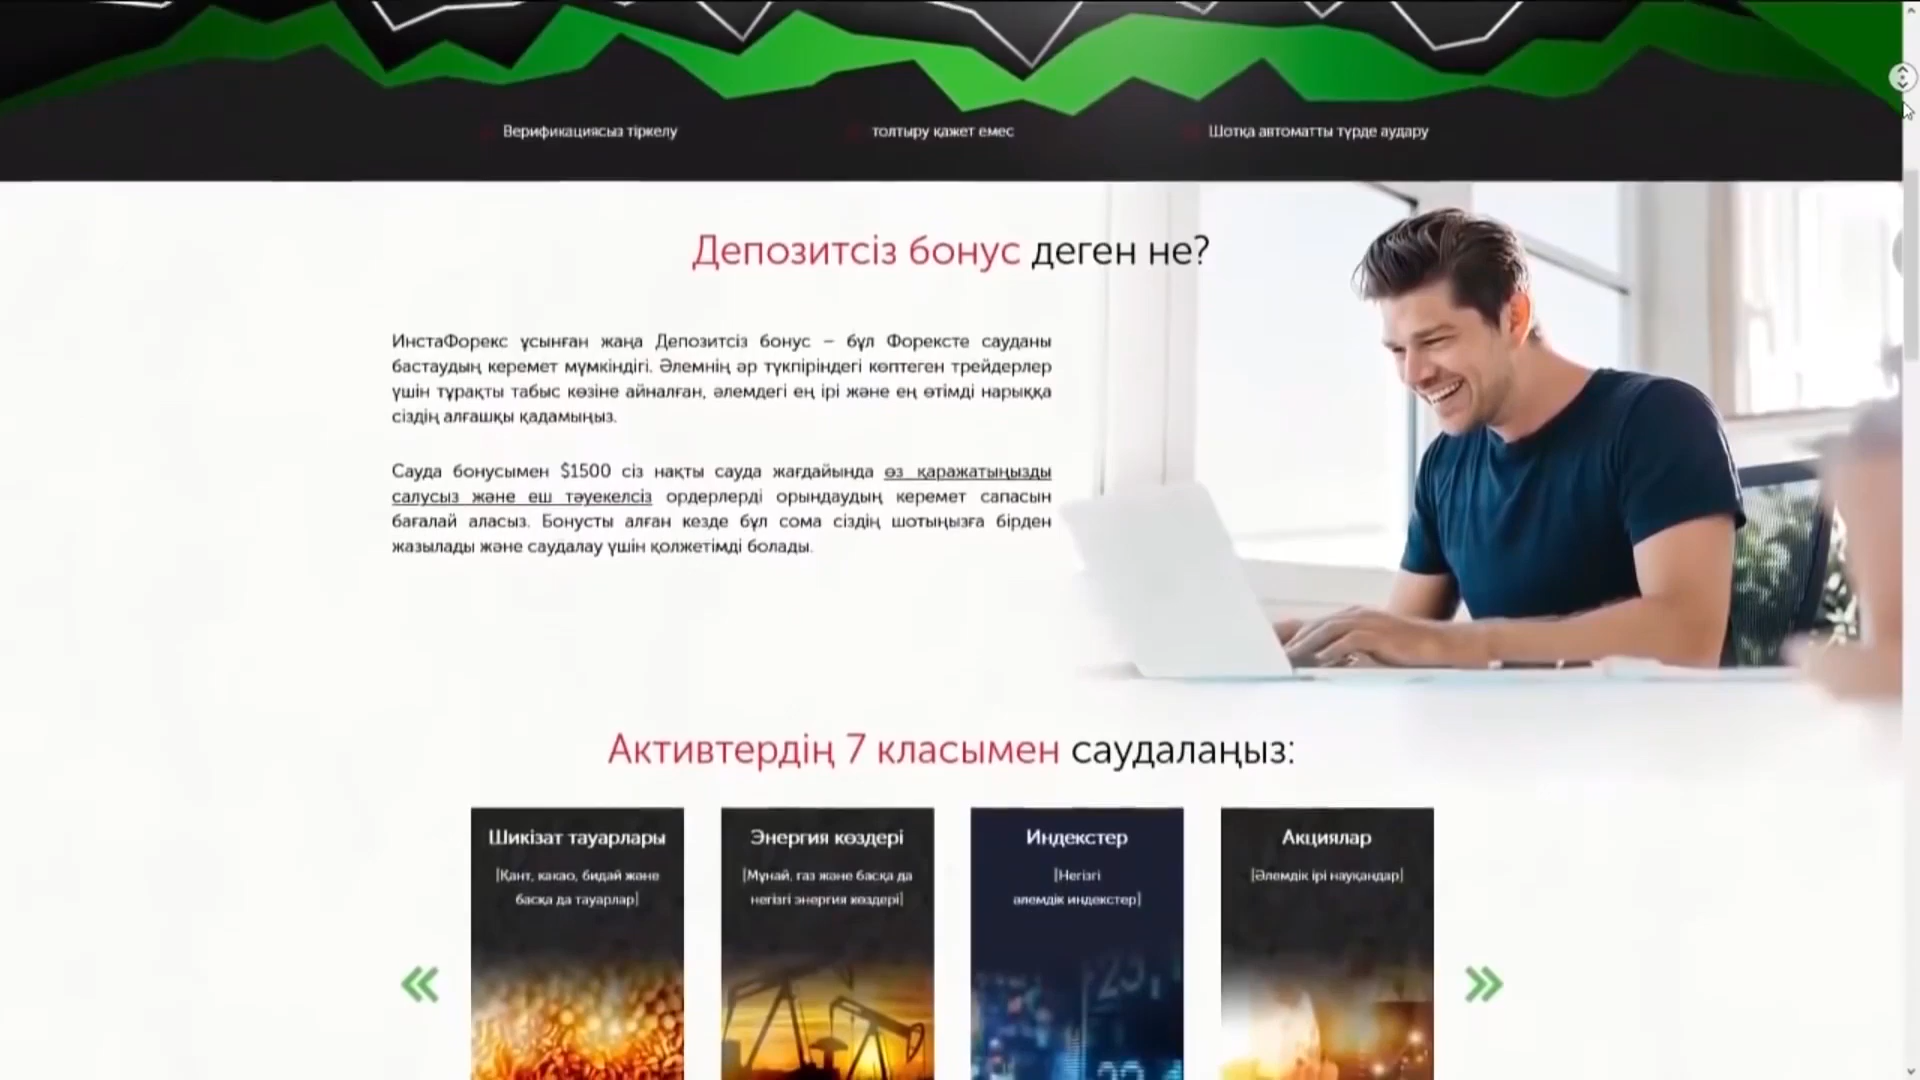 Верификациясыз тіркелу
толтыру қажет емес
Шотқа автоматты түрде аудару
Депозитсіз бонус деген не?
ИнстаФорекс ұсынған жаңа Депозитсіз бонус – бұл Форексте сауданы
бастаудың керемет мүмкіндігі. Әлемнің әр түкпіріндегі көптеген трейдерлер
үшін тұрақты табыс көзіне айналған, әлемдегі ең ірі және ең өтімді нарыққа
сіздің алғашқы қадамыңыз.
Сауда бонусымен $1500 сіз нақты сауда жағдайында өз қаражатыңызды
салусыз және еш тәуекелсіз ордерлерді орындаудың керемет сапасын
бағалай аласыз. Бонусты алған кезде бұл сома сіздің шотыңызға бірден
жазылады және саудалау үшін қолжетімді болады.
Активтердің 7 класымен саудалаңыз:
Шикізат тауарлары
|Қант, какао, бидай және
басқа да тауарлар|
Энергия көздері
|Мұнай, газ және басқа да
негізгі энергия көздері|
Индекстер
|Негізгі
әлемдік индекстер|
Акциялар
|Әлемдік ірі науқандар|